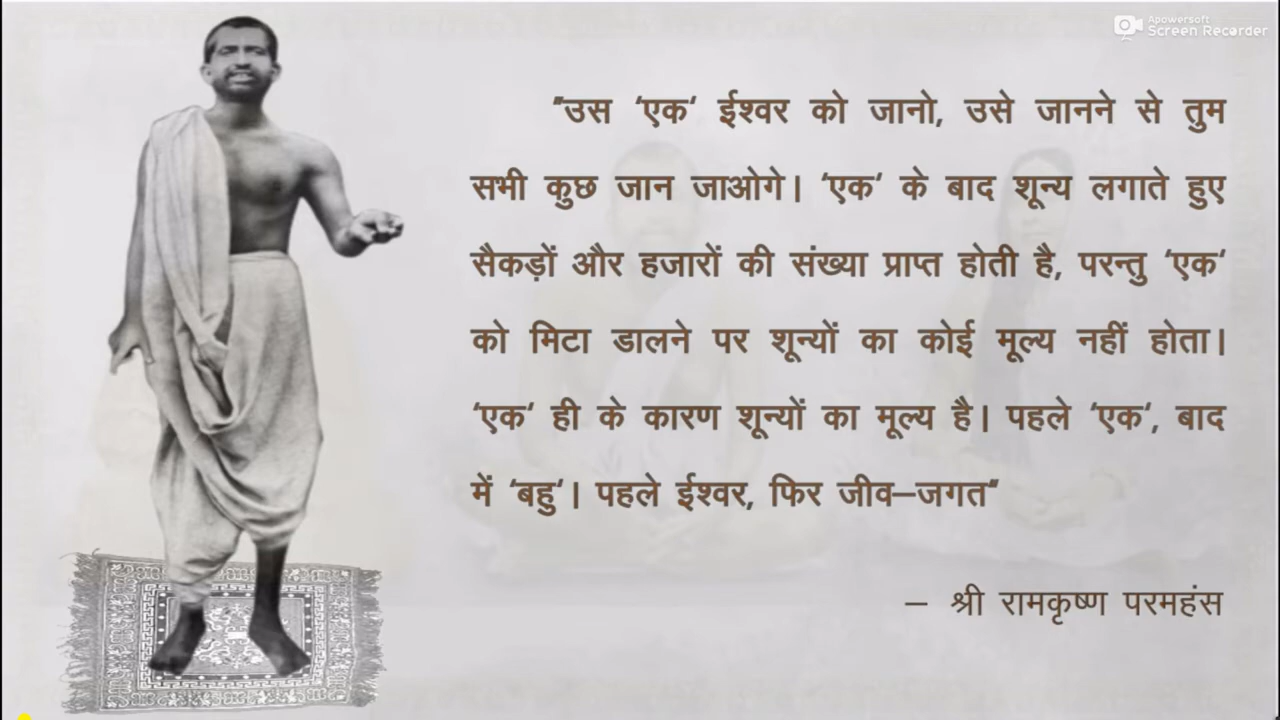 Apowersoft
Screen Recorder
"उस 'एक' ईश्वर को जानो, उसे जानने से तुम
सभी कुछ जान जाओगे। 'एक' के बाद शून्य लगाते हुए
सैकड़ों और हजारों की संख्या प्राप्त होती है, परन्तु 'एक'
को मिटा डालने पर शून्यों का कोई मूल्य नहीं होता।
'एक' ही के कारण शून्यों का मूल्य है। पहले 'एक', बाद
में 'बहु'। पहले ईश्वर, फिर जीव–जगत"
– श्री रामकृष्ण परमहंस